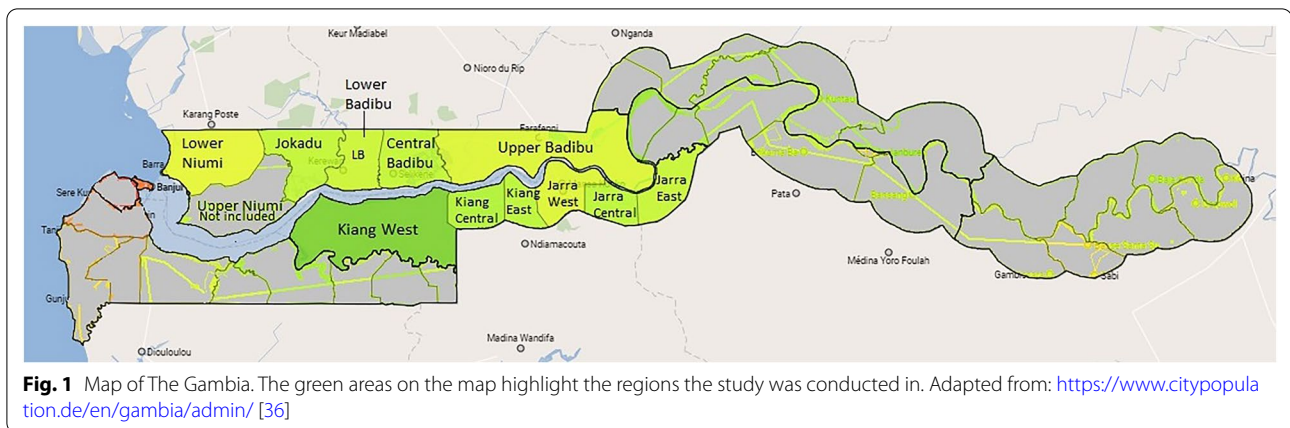 Keur Madiabel
Nganda
Nioro du Rip
Lower
Badibu
Karang Poste
Lower
Niumi
Jokadu
LB
Central
Badibu
Upper Badibu
Barra
Banjul
Upper Niumi
Not included
Kiang West
Kiang
Central
Kiang
East
Jarra
West
Jarra
Central
Jarra
East
Pata
Ndiamacouta
Médina Yoro Foulah
Gunj
Sabi
Madina Wandifa
Diouloulou
Fig. 1 Map of The Gambia. The green areas on the map highlight the regions the study was conducted in. Adapted from: https://www.citypopula
tion.de/en/gambia/admin/ [36]